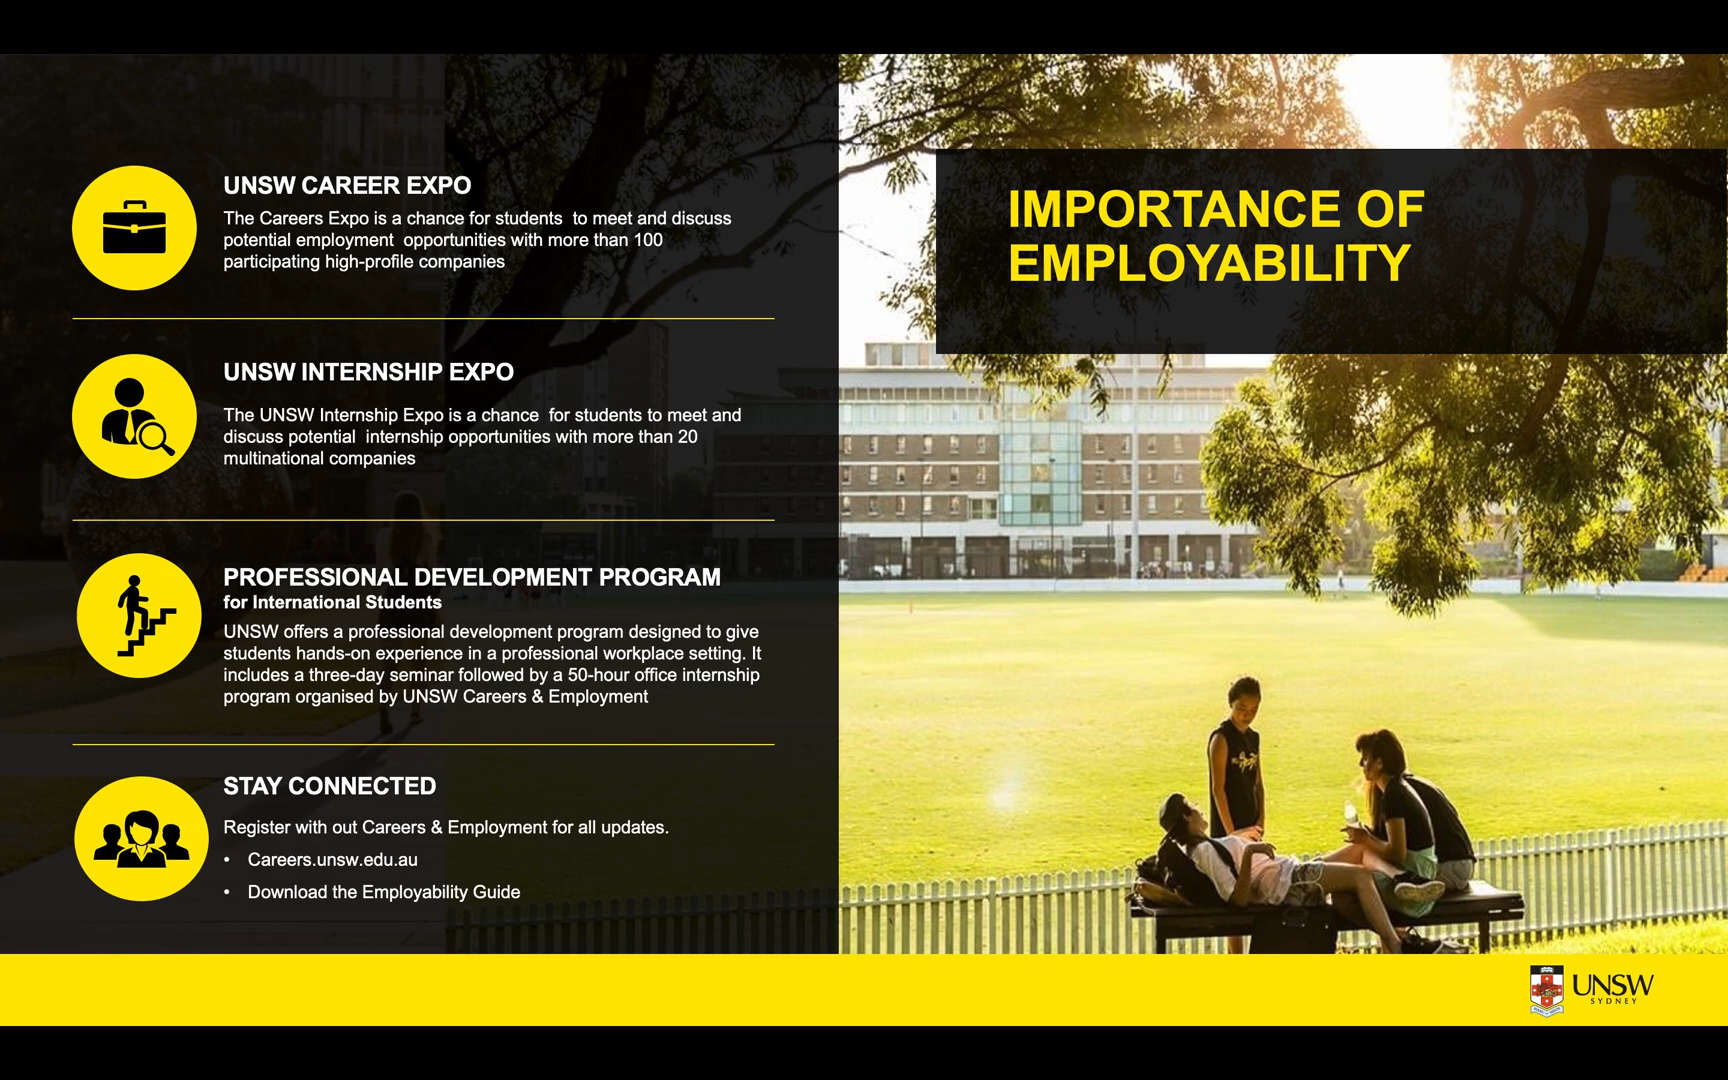 UNSW CAREER EXPO
The Careers Expo is a chance for students  to meet and discuss
potential employment  opportunities with more than 100
participating high-profile companies
UNSW INTERNSHIP EXPO
The UNSW Internship Expo is a chance  for students to meet and
discuss potential  internship opportunities with more than 20
multinational companies
PROFESSIONAL DEVELOPMENT PROGRAM
for International Students
UNSW offers a professional development program designed to give
students hands-on experience in a professional workplace setting. It
includes a three-day seminar followed by a 50-hour office internship
program organised by UNSW Careers & Employment
STAY CONNECTED
Register with out Careers & Employment for all updates.
• Careers.unsw.edu.au
• Download the Employability Guide
IMPORTANCE OF
EMPLOYABILITY
UNSW
SYDNEY